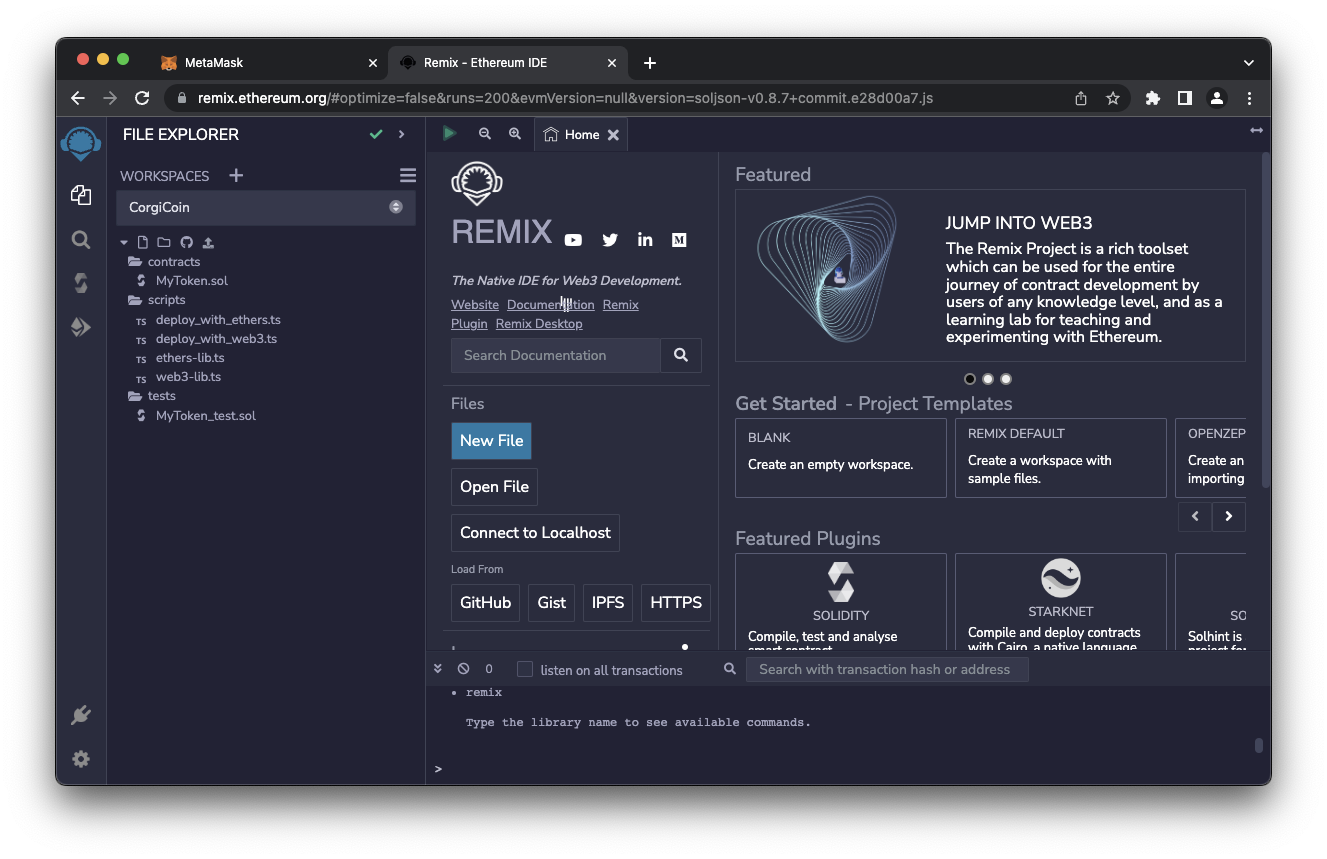 MetaMask
Remix - Ethereum IDE
remix.ethereum.org/#optimize=false&runs=200&evmVersion=null&version=soljson-v0.8.7+commit.e28d00a7.js
FILE EXPLORER
WORKSPACES
CorgiCoin
contracts
MyToken.sol
scripts
TS deploy_with_ethers.ts
TS deploy_with_web3.ts
TS ethers-lib.ts
TS web3-lib.ts
tests
MyToken_test.sol
Home
REMIX
The Native IDE for Web3 Development.
Website Documentation Remix
Plugin Remix Desktop
Search Documentation
Files
New File
Open File
Connect to Localhost
Load From
GitHub Gist IPFS HTTPS
Featured
JUMP INTO WEB3
The Remix Project is a rich toolset
which can be used for the entire
journey of contract development by
users of any knowledge level, and as a
learning lab for teaching and
experimenting with Ethereum.
Get Started - Project Templates
BLANK
Create an empty workspace.
REMIX DEFAULT
Create a workspace with
sample files.
OPENZEP
Create an
importing
Featured Plugins
SOLIDITY
Compile, test and analyse
smart contract
STARKNET
Compile and deploy contracts
with Cairo, a native language
SO
Solhint is
project for
0 listen on all transactions
Search with transaction hash or address
• remix
Type the library name to see available commands.
>